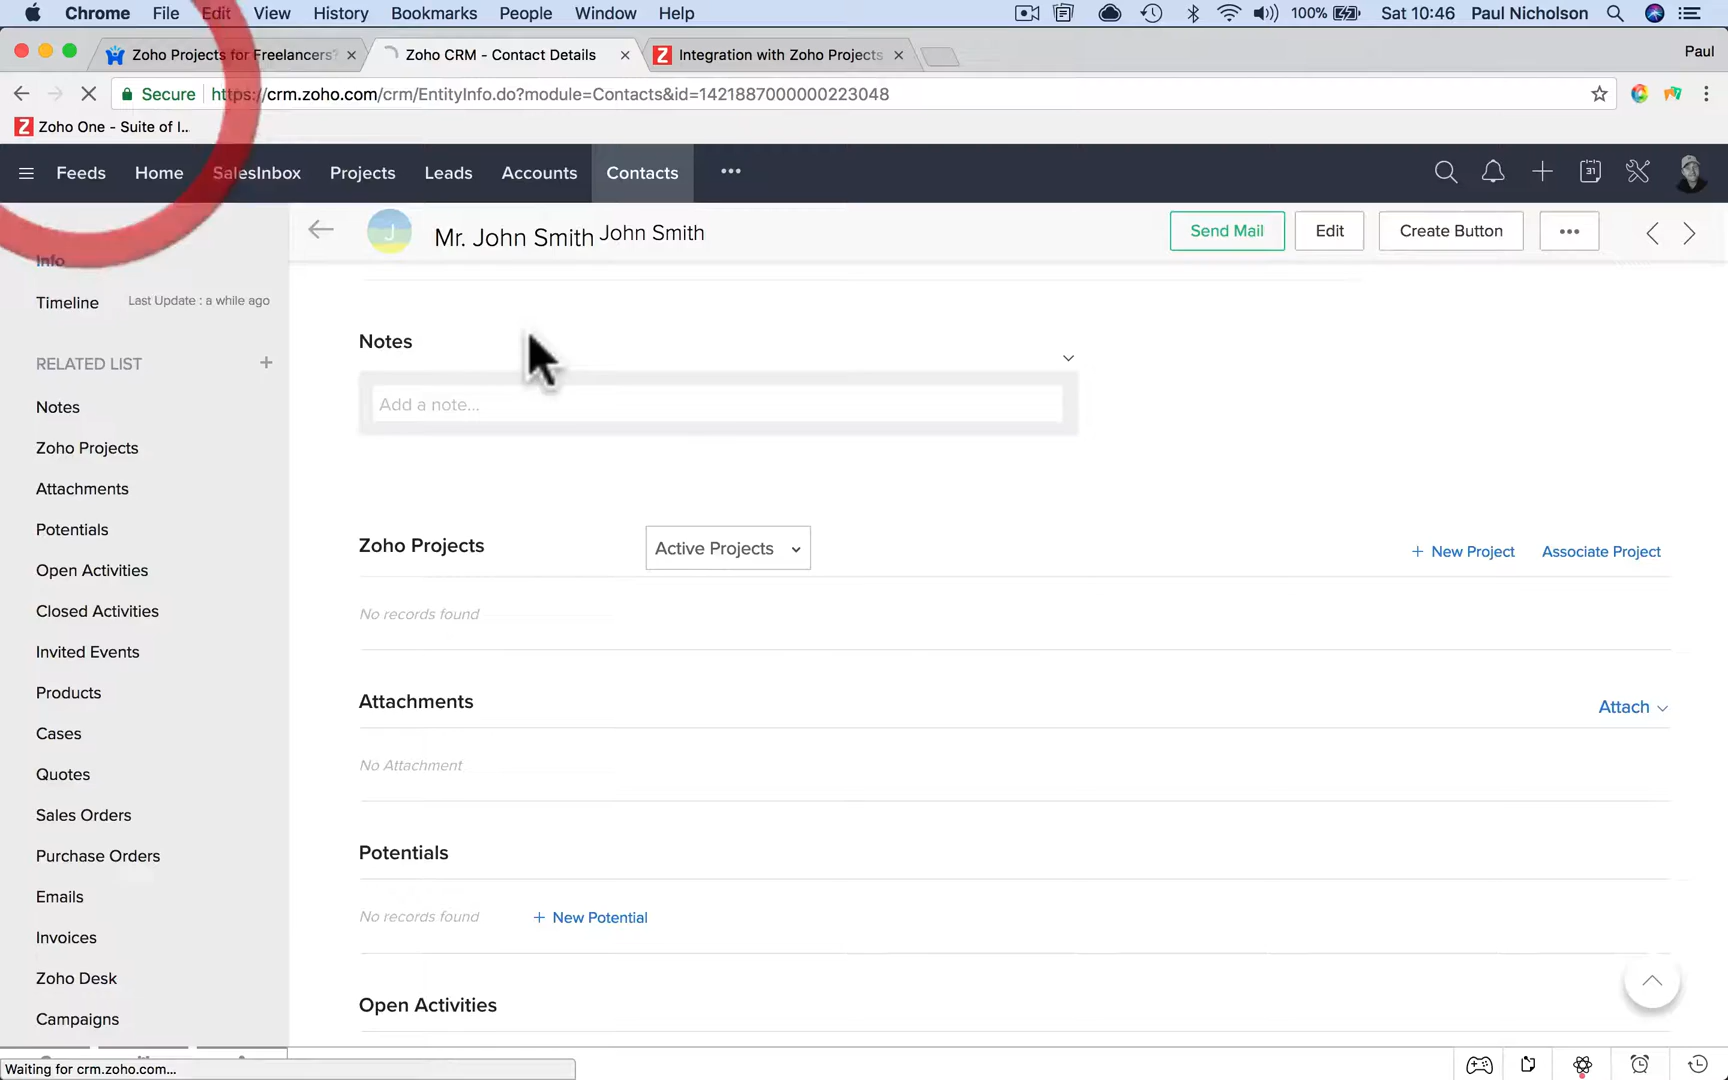 Chrome File Edit View History Bookmarks People Window Help 100% Sat 10:46 Paul Nicholson
Zoho Projects for Freelancers? Zoho CRM - Contact Details Integration with Zoho Projects Paul
Secure https://crm.zoho.com/crm/EntityInfo.do?module=Contacts&id=1421887000000223048
Zoho One - Suite of I...
Feeds Home SalesInbox Projects Leads Accounts Contacts ••• 31
J Mr. John Smith John Smith Send Mail Edit Create Button •••
Info
Timeline Last Update : a while ago
RELATED LIST +
Notes
Zoho Projects
Attachments
Potentials
Open Activities
Closed Activities
Invited Events
Products
Cases
Quotes
Sales Orders
Purchase Orders
Emails
Invoices
Zoho Desk
Campaigns
Notes
Add a note...
Zoho Projects Active Projects + New Project Associate Project
No records found
Attachments Attach
No Attachment
Potentials
No records found + New Potential
Open Activities
Waiting for crm.zoho.com...